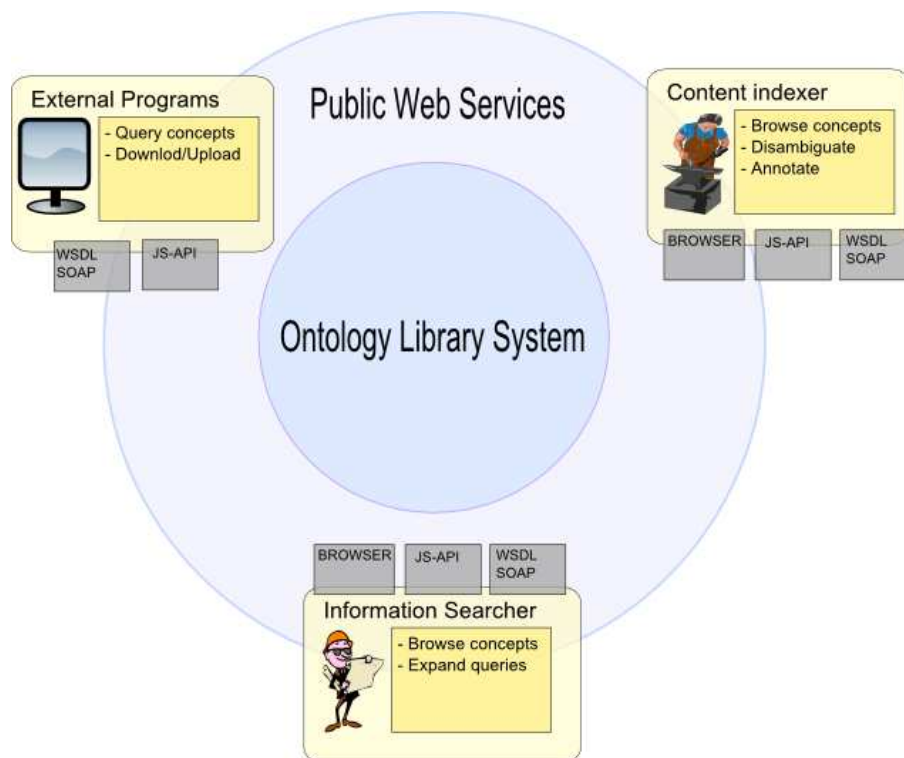 Public Web Services
External Programs
- Query concepts
- Downlod/Upload
WSDL
SOAP
JS-API
Content indexer
- Browse concepts
- Disambiguate
- Annotate
BROWSER
JS-API
WSDL
SOAP
Ontology Library System
BROWSER
JS-API
WSDL
SOAP
Information Searcher
- Browse concepts
- Expand queries